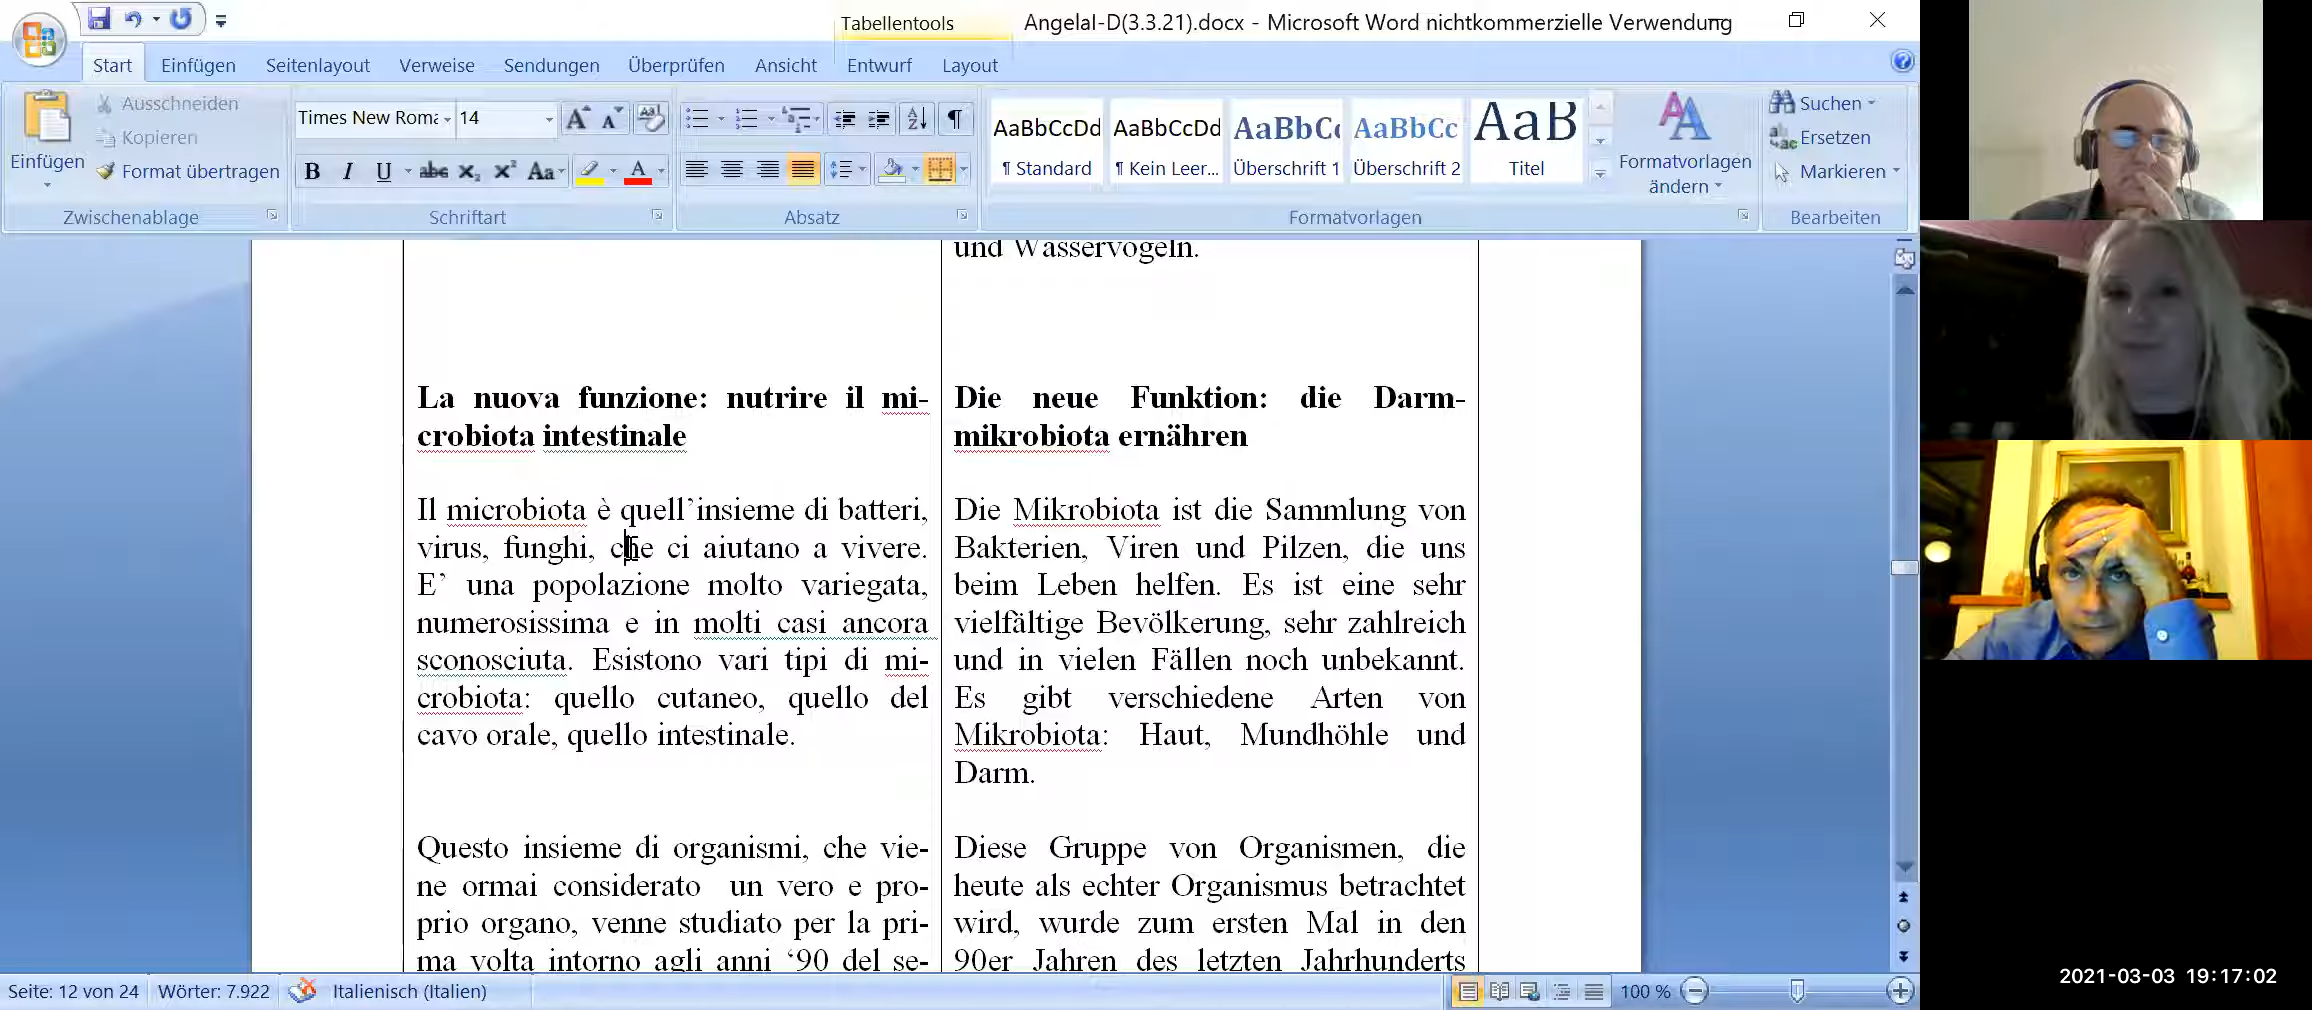 Tabellentools
AngelaI-D(3.3.21).docx - Microsoft Word nichtkommerzielle Verwendung
Start Einfügen Seitenlayout Verweise Sendungen Überprüfen Ansicht Entwurf Layout
Einfügen
Ausschneiden
Kopieren
Format übertragen
Zwischenablage
Times New Roma 14
Schriftart
Absatz
AaBbCcDd AaBbCcDd AaBbCc AaBbCc AaB
¶ Standard ¶ Kein Leer... Überschrift 1 Überschrift 2 Titel
Formatvorlagen
ändern
Formatvorlagen
Suchen
Ersetzen
Markieren
Bearbeiten
La nuova funzione: nutrire il mi-
crobiota intestinale
Il microbiota è quell’insieme di batteri,
virus, funghi, che ci aiutano a vivere.
E’ una popolazione molto variegata,
numerosissima e in molti casi ancora
sconosciuta. Esistono vari tipi di mi-
crobiota: quello cutaneo, quello del
cavo orale, quello intestinale.
Questo insieme di organismi, che vie-
ne ormai considerato un vero e pro-
prio organo, venne studiato per la pri-
ma volta intorno agli anni ‘90 del se-
und Wasservögeln.
Die neue Funktion: die Darm-
mikrobiota ernähren
Die Mikrobiota ist die Sammlung von
Bakterien, Viren und Pilzen, die uns
beim Leben helfen. Es ist eine sehr
vielfältige Bevölkerung, sehr zahlreich
und in vielen Fällen noch unbekannt.
Es gibt verschiedene Arten von
Mikrobiota: Haut, Mundhöhle und
Darm.
Diese Gruppe von Organismen, die
heute als echter Organismus betrachtet
wird, wurde zum ersten Mal in den
90er Jahren des letzten Jahrhunderts
Seite: 12 von 24 Wörter: 7.922 Italienisch (Italien) 100 %
2021-03-03 19:17:02